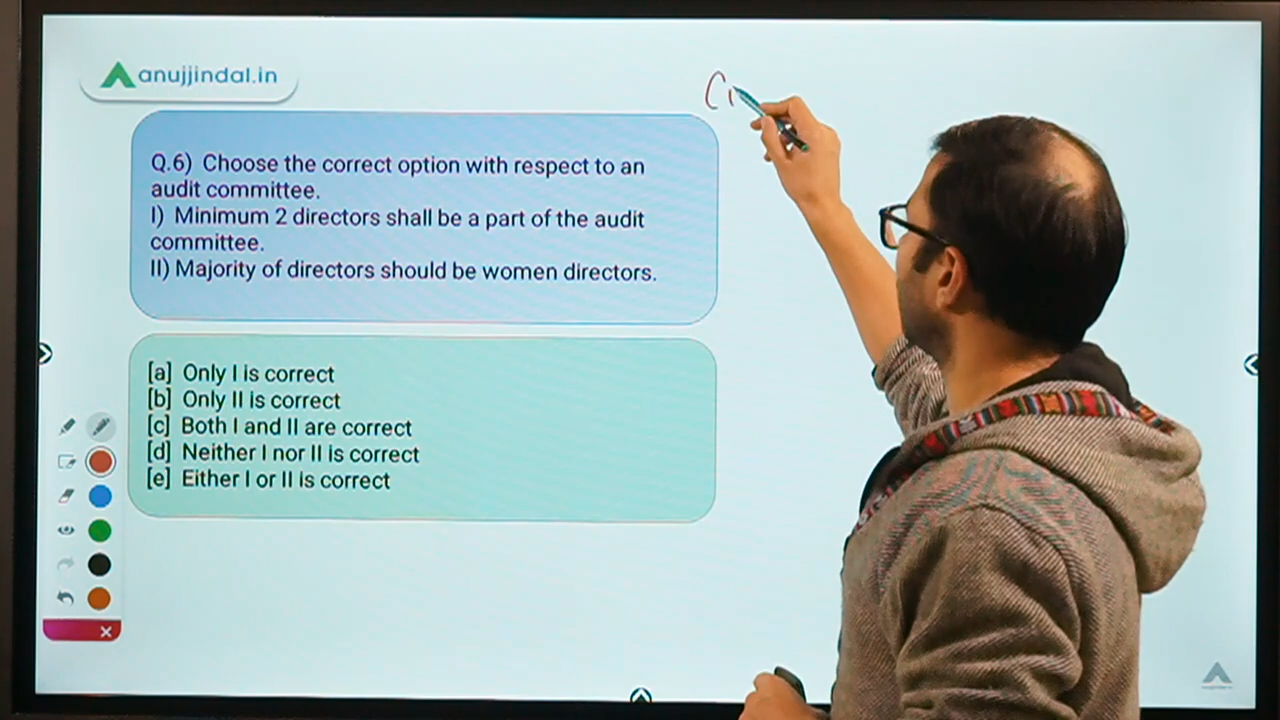 anujjindal.in
Q.6) Choose the correct option with respect to an
audit committee.
I) Minimum 2 directors shall be a part of the audit
committee.
II) Majority of directors should be women directors.
[a] Only I is correct
[b] Only II is correct
[c] Both I and II are correct
[d] Neither I nor II is correct
[e] Either I or II is correct